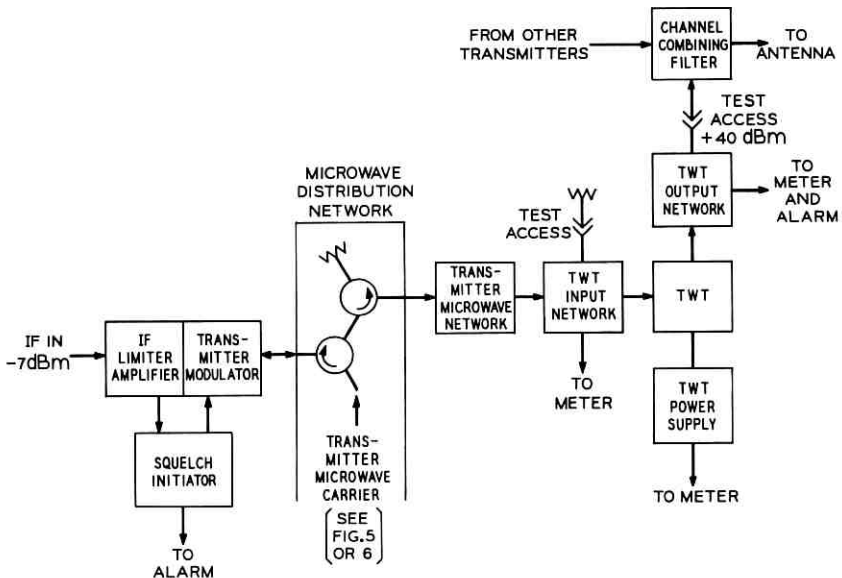 FROM OTHER
TRANSMITTERS
CHANNEL
COMBINING
FILTER
TO
ANTENNA
TEST
ACCESS
+40 dBm
TWT
OUTPUT
NETWORK
TO
METER
AND
ALARM
MICROWAVE
DISTRIBUTION
NETWORK
TEST
ACCESS
TRANS-
MITTER
MICROWAVE
NETWORK
TWT
INPUT
NETWORK
TWT
IF IN
-7dBm
IF
LIMITER
AMPLIFIER
TRANS-
MITTER
MODULATOR
TO
METER
TWT
POWER
SUPPLY
SQUELCH
INITIATOR
TRANS-
MITTER
MICROWAVE
CARRIER
(SEE
FIG.5
OR 6)
TO METER
TO
ALARM